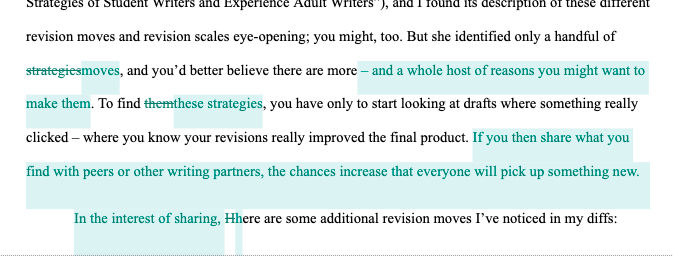 Strategies of Student Writers and Experience Adult Writers"), and I found its description of these different
revision moves and revision scales eye-opening; you might, too. But she identified only a handful of
strategiesmoves, and you'd better believe there are more – and a whole host of reasons you might want to
make them. To find themthese strategies, you have only to start looking at drafts where something really
clicked – where you know your revisions really improved the final product. If you then share what you
find with peers or other writing partners, the chances increase that everyone will pick up something new.
In the interest of sharing, Hhere are some additional revision moves I've noticed in my diffs: